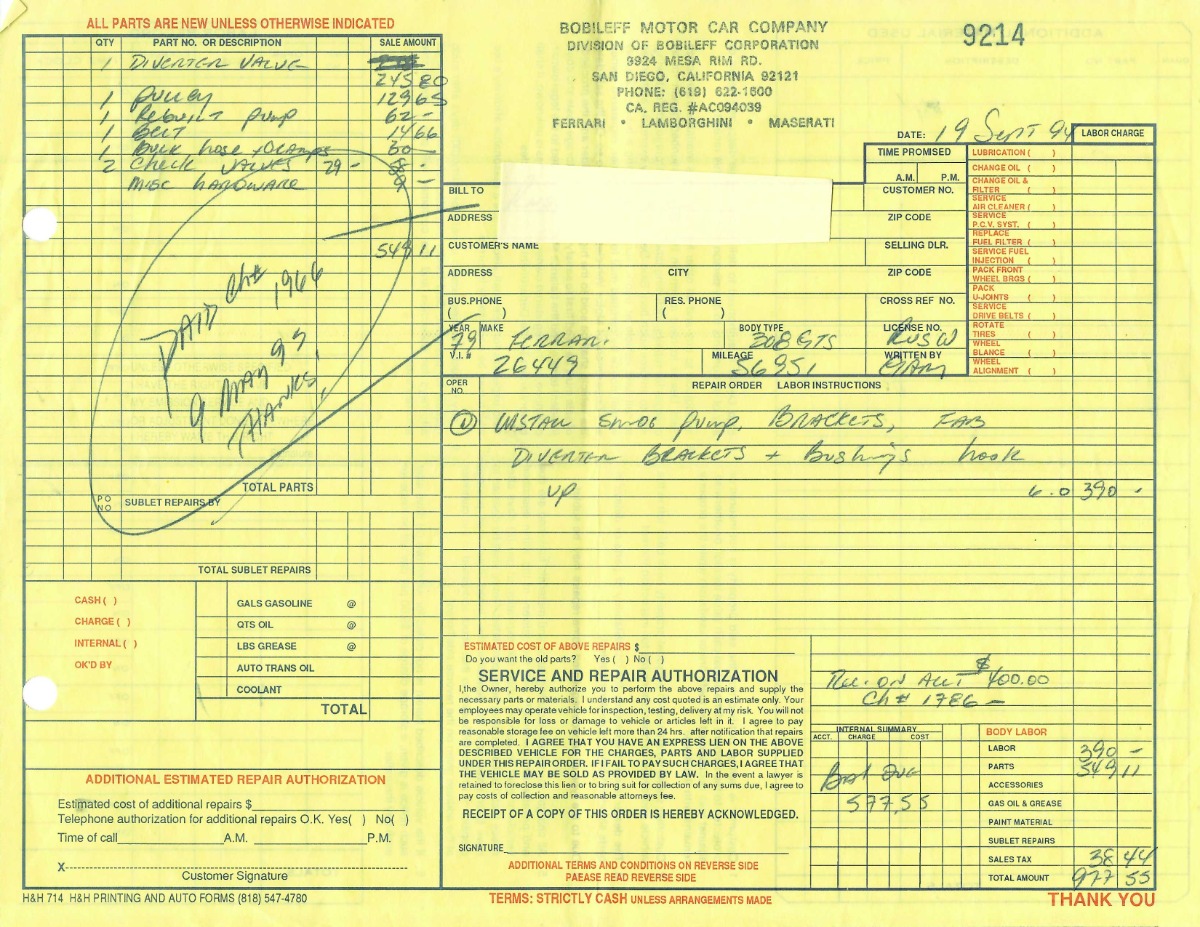 ALL PARTS ARE NEW UNLESS OTHERWISE INDICATED
QTY PART NO. OR DESCRIPTION SALE AMOUNT
1 DIVERTER VALVE
245 80
1 PULLEY 129 65
1 REBUILT PUMP 62 -
1 BELT 14 66
1 BULK HOSE + CLAMPS 30 -
2 CHECK VALVES 29 - 58 -
MISC HARDWARE 9 -
549 11
PAID CH# 1966
9 MAY 95
THANKS,
TOTAL PARTS
PO NO SUBLET REPAIRS BY
TOTAL SUBLET REPAIRS
CASH ( )
CHARGE ( )
INTERNAL ( )
OK'D BY
GALS GASOLINE @
QTS OIL @
LBS GREASE @
AUTO TRANS OIL
COOLANT
TOTAL
ADDITIONAL ESTIMATED REPAIR AUTHORIZATION
Estimated cost of additional repairs $
Telephone authorization for additional repairs O.K. Yes( ) No( )
Time of call A.M. P.M.
X
Customer Signature
H&H 714 H&H PRINTING AND AUTO FORMS (818) 547-4780
BOBILEFF MOTOR CAR COMPANY
DIVISION OF BOBILEFF CORPORATION
9924 MESA RIM RD.
SAN DIEGO, CALIFORNIA 92121
PHONE: (619) 622-1600
CA. REG. #AC094039
FERRARI • LAMBORGHINI • MASERATI
9214
DATE: 19 Sept 94
TIME PROMISED
A.M. P.M.
BILL TO CUSTOMER NO.
ADDRESS ZIP CODE
CUSTOMER'S NAME SELLING DLR.
ADDRESS CITY ZIP CODE
BUS.PHONE ( ) RES. PHONE ( ) CROSS REF NO.
YEAR MAKE BODY TYPE LICENSE NO.
79 FERRARI 308 GTS
V.I.# MILEAGE WRITTEN BY
26449 56951
LABOR CHARGE
LUBRICATION ( )
CHANGE OIL ( )
CHANGE OIL &
FILTER ( )
SERVICE
AIR CLEANER ( )
SERVICE
P.C.V. SYST. ( )
REPLACE
FUEL FILTER ( )
SERVICE FUEL
INJECTION ( )
PACK FRONT
WHEEL BRGS ( )
PACK
U-JOINTS ( )
SERVICE
DRIVE BELTS ( )
ROTATE
TIRES ( )
WHEEL
BLANCE ( )
WHEEL
ALIGNMENT ( )
OPER NO. REPAIR ORDER LABOR INSTRUCTIONS
1 INSTALL SMOG PUMP, BRACKETS, FAB
DIVERTER BRACKETS + Bushings hook
UP 6.0 390 -
ESTIMATED COST OF ABOVE REPAIRS $
Do you want the old parts? Yes ( ) No ( )
SERVICE AND REPAIR AUTHORIZATION
I,the Owner, hereby authorize you to perform the above repairs and supply the
necessary parts or materials. I understand any cost quoted is an estimate only. Your
employees may operate vehicle for inspection, testing, delivery at my risk. You will not
be responsible for loss or damage to vehicle or articles left in it. I agree to pay
reasonable storage fee on vehicle left more than 24 hrs. after notification that repairs
are completed. I AGREE THAT YOU HAVE AN EXPRESS LIEN ON THE ABOVE
DESCRIBED VEHICLE FOR THE CHARGES, PARTS AND LABOR SUPPLIED
UNDER THIS REPAIR ORDER. IF I FAIL TO PAY SUCH CHARGES, I AGREE THAT
THE VEHICLE MAY BE SOLD AS PROVIDED BY LAW. In the event a lawyer is
retained to foreclose this lien or to bring suit for collection of any sums due, I agree to
pay costs of collection and reasonable attorneys fee.
RECEIPT OF A COPY OF THIS ORDER IS HEREBY ACKNOWLEDGED.
SIGNATURE
ADDITIONAL TERMS AND CONDITIONS ON REVERSE SIDE
PAEASE READ REVERSE SIDE
TERMS: STRICTLY CASH UNLESS ARRANGEMENTS MADE
REC. ON ACCT $400.00
Ch# 1786 -
INTERNAL SUMMARY
ACCT. CHARGE COST
Bal Due
577.55
BODY LABOR
LABOR 390 -
PARTS 549 11
ACCESSORIES
GAS OIL & GREASE
PAINT MATERIAL
SUBLET REPAIRS
SALES TAX 38 44
TOTAL AMOUNT 977 55
THANK YOU